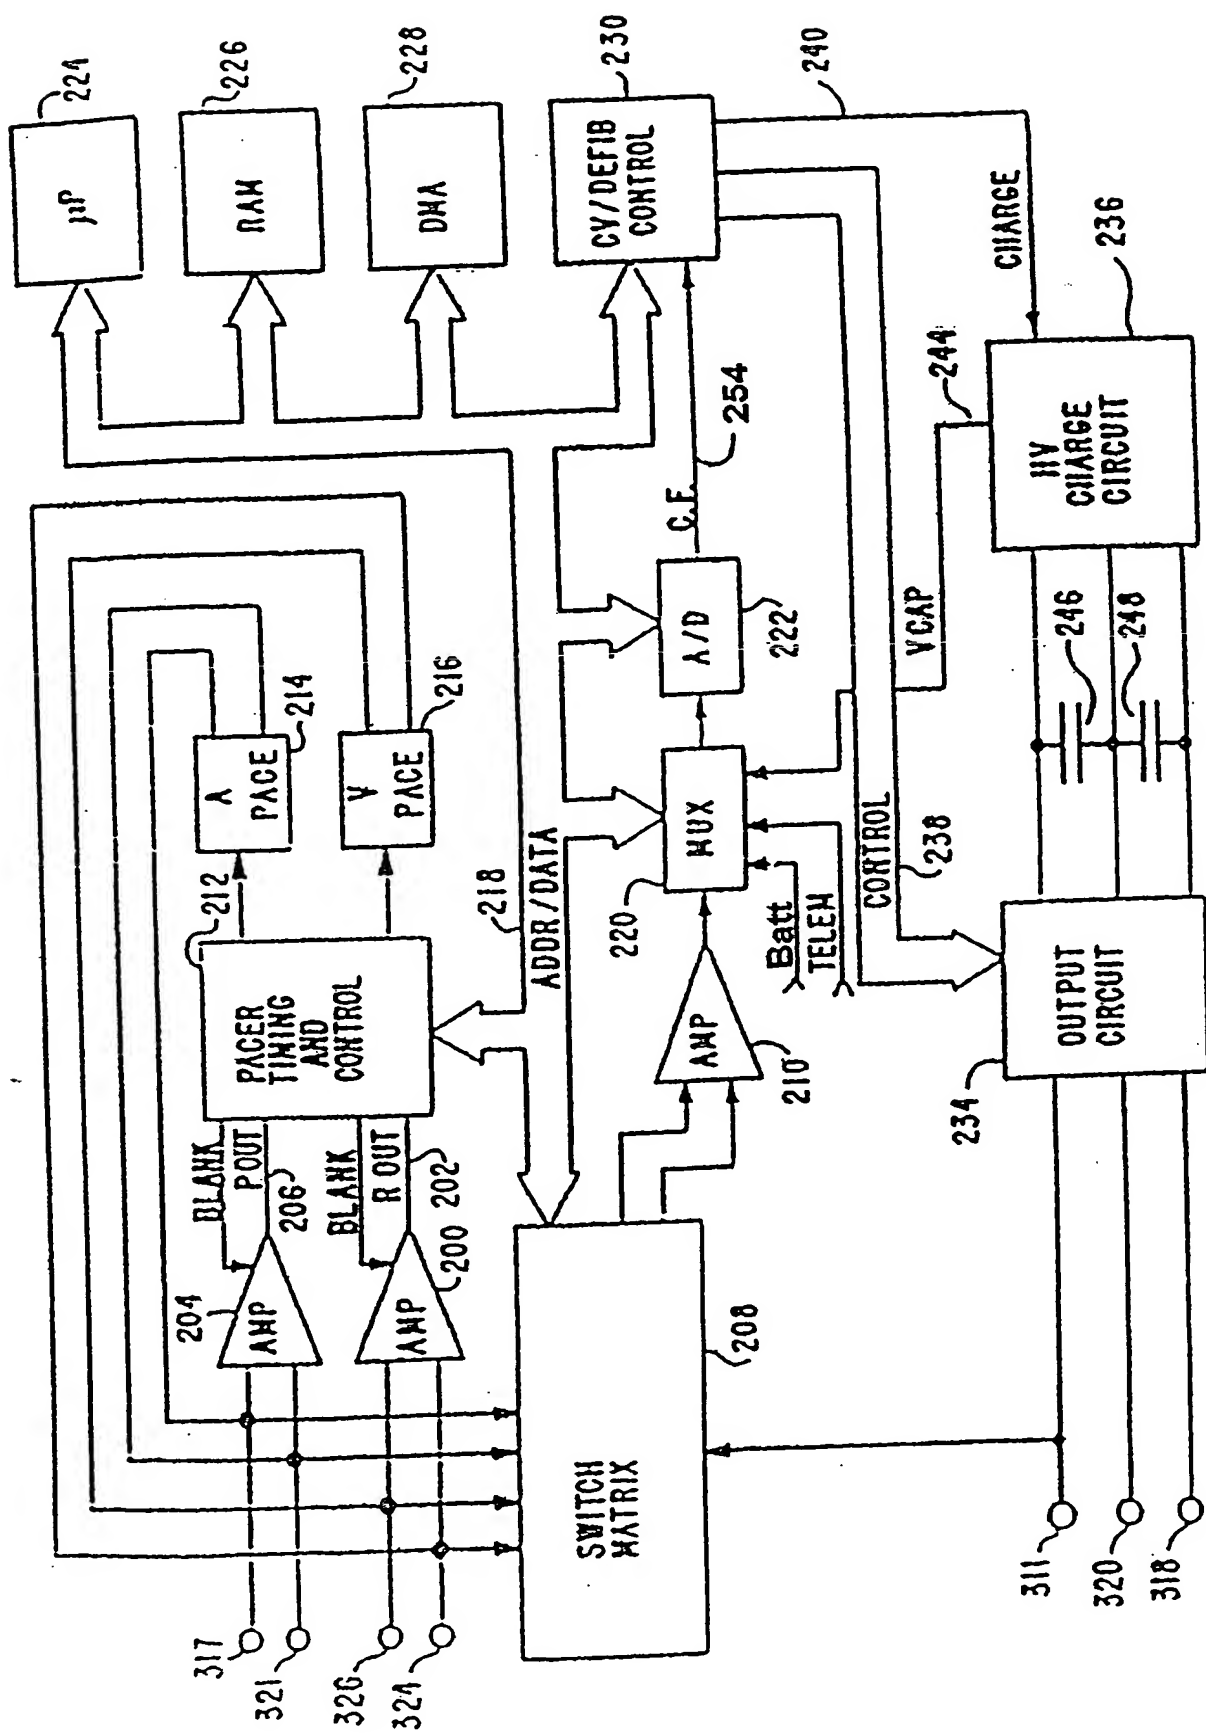 317
321
326
324
204
AMP
206
BLANK
P OUT
AMP
200
202
BLANK
R OUT
212
PACER
TIMING
AND
CONTROL
A
PACE
214
V
PACE
216
µP
224
RAM
226
DMA
228
218
ADDR/DATA
SWITCH
MATRIX
208
AMP
210
220
MUX
Batt
TELEM
A/D
222
C.F.
254
CV/DEFIB
CONTROL
230
240
CONTROL
238
VCAP
244
CHARGE
311
320
318
234
OUTPUT
CIRCUIT
246
248
HV
CHARGE
CIRCUIT
236